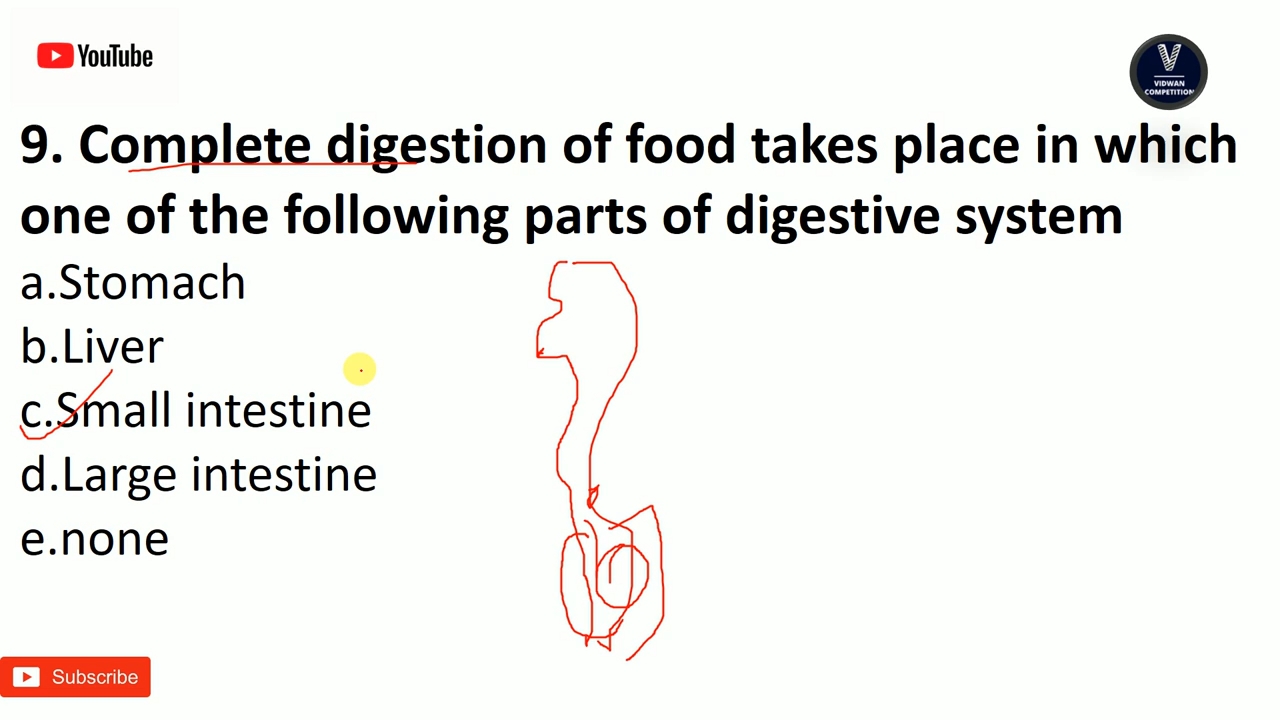 YouTube
VIDWAN
COMPETITION
9. Complete digestion of food takes place in which
one of the following parts of digestive system
a.Stomach
b.Liver
c.Small intestine
d.Large intestine
e.none
Subscribe